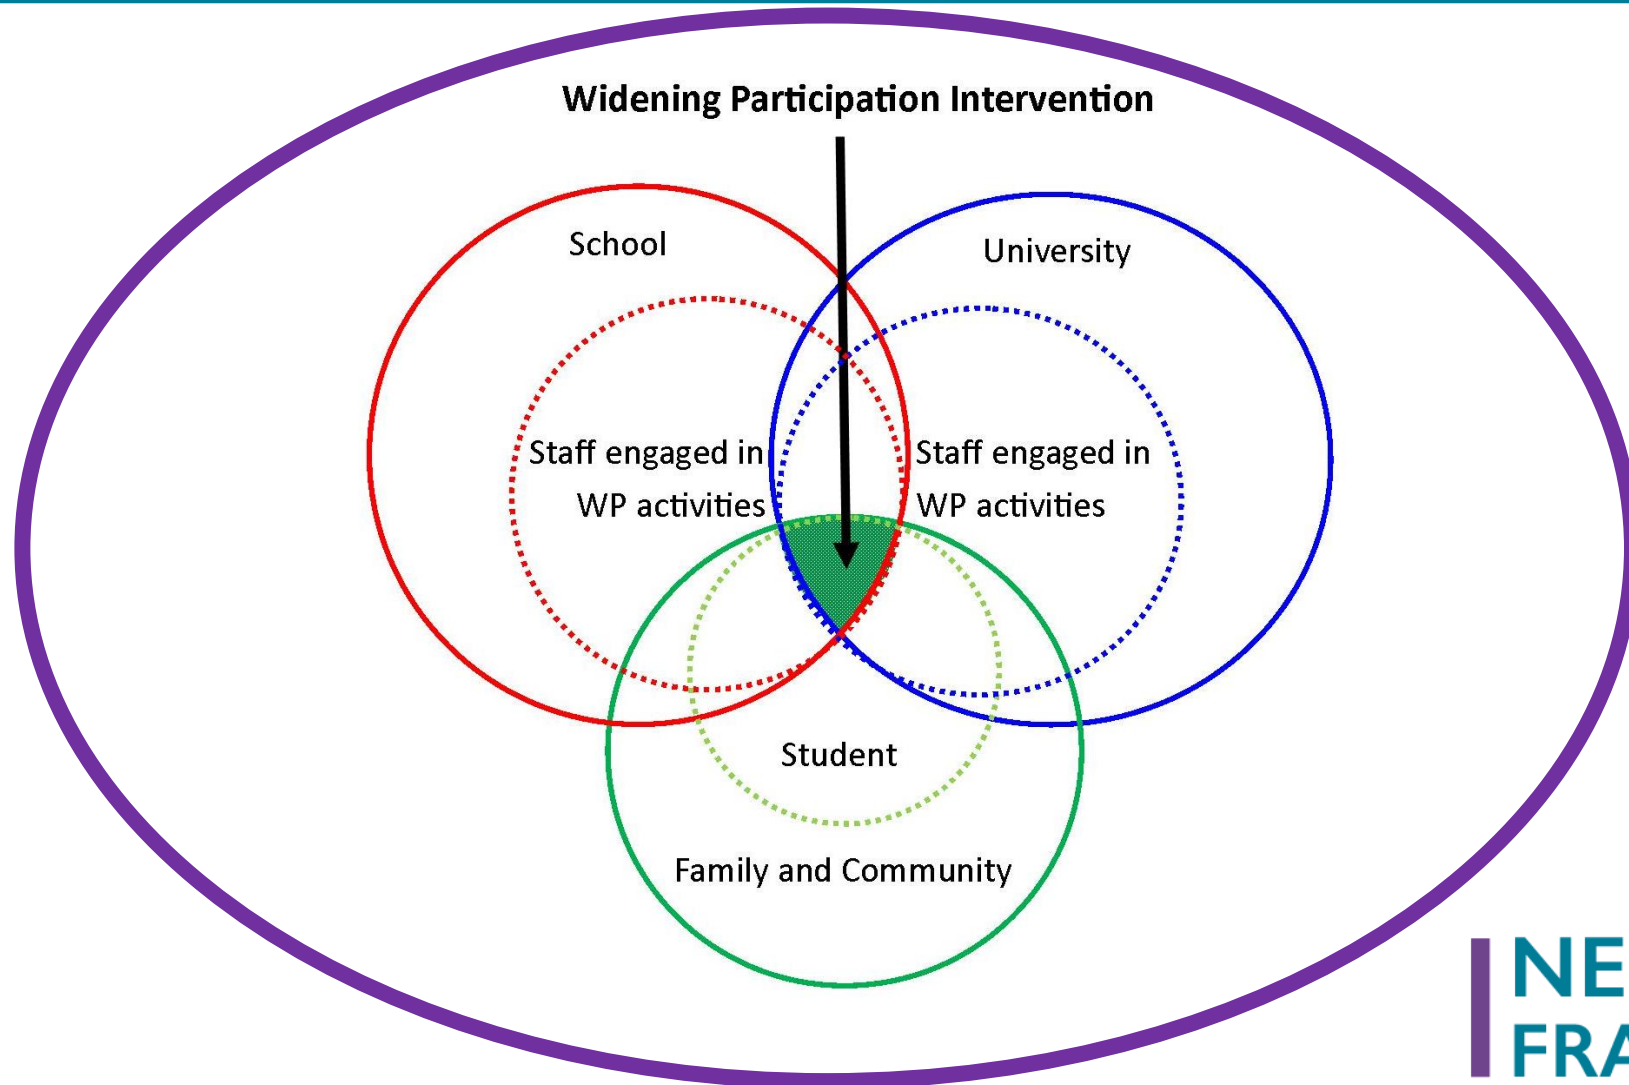 Widening Participation Intervention
School
University
Staff engaged in
WP activities
Staff engaged in
WP activities
Student
Family and Community
NE
FRA